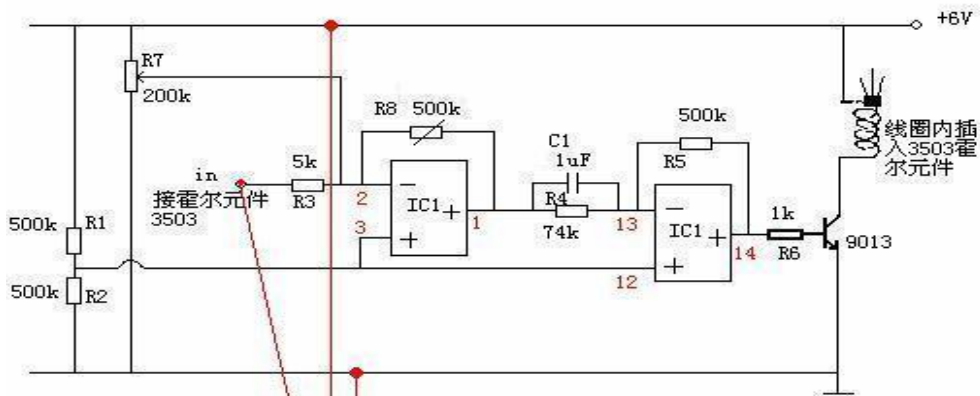 +6V
R7
200k
R8 500k
500k
R5
C1
1uF
R4
74k
in
接霍尔元件
3503
5k
R3
2
3
IC1
1
13
12
IC1
14
1k
R6
9013
线圈内插
入3503霍
尔元件
500k
R1
500k
R2